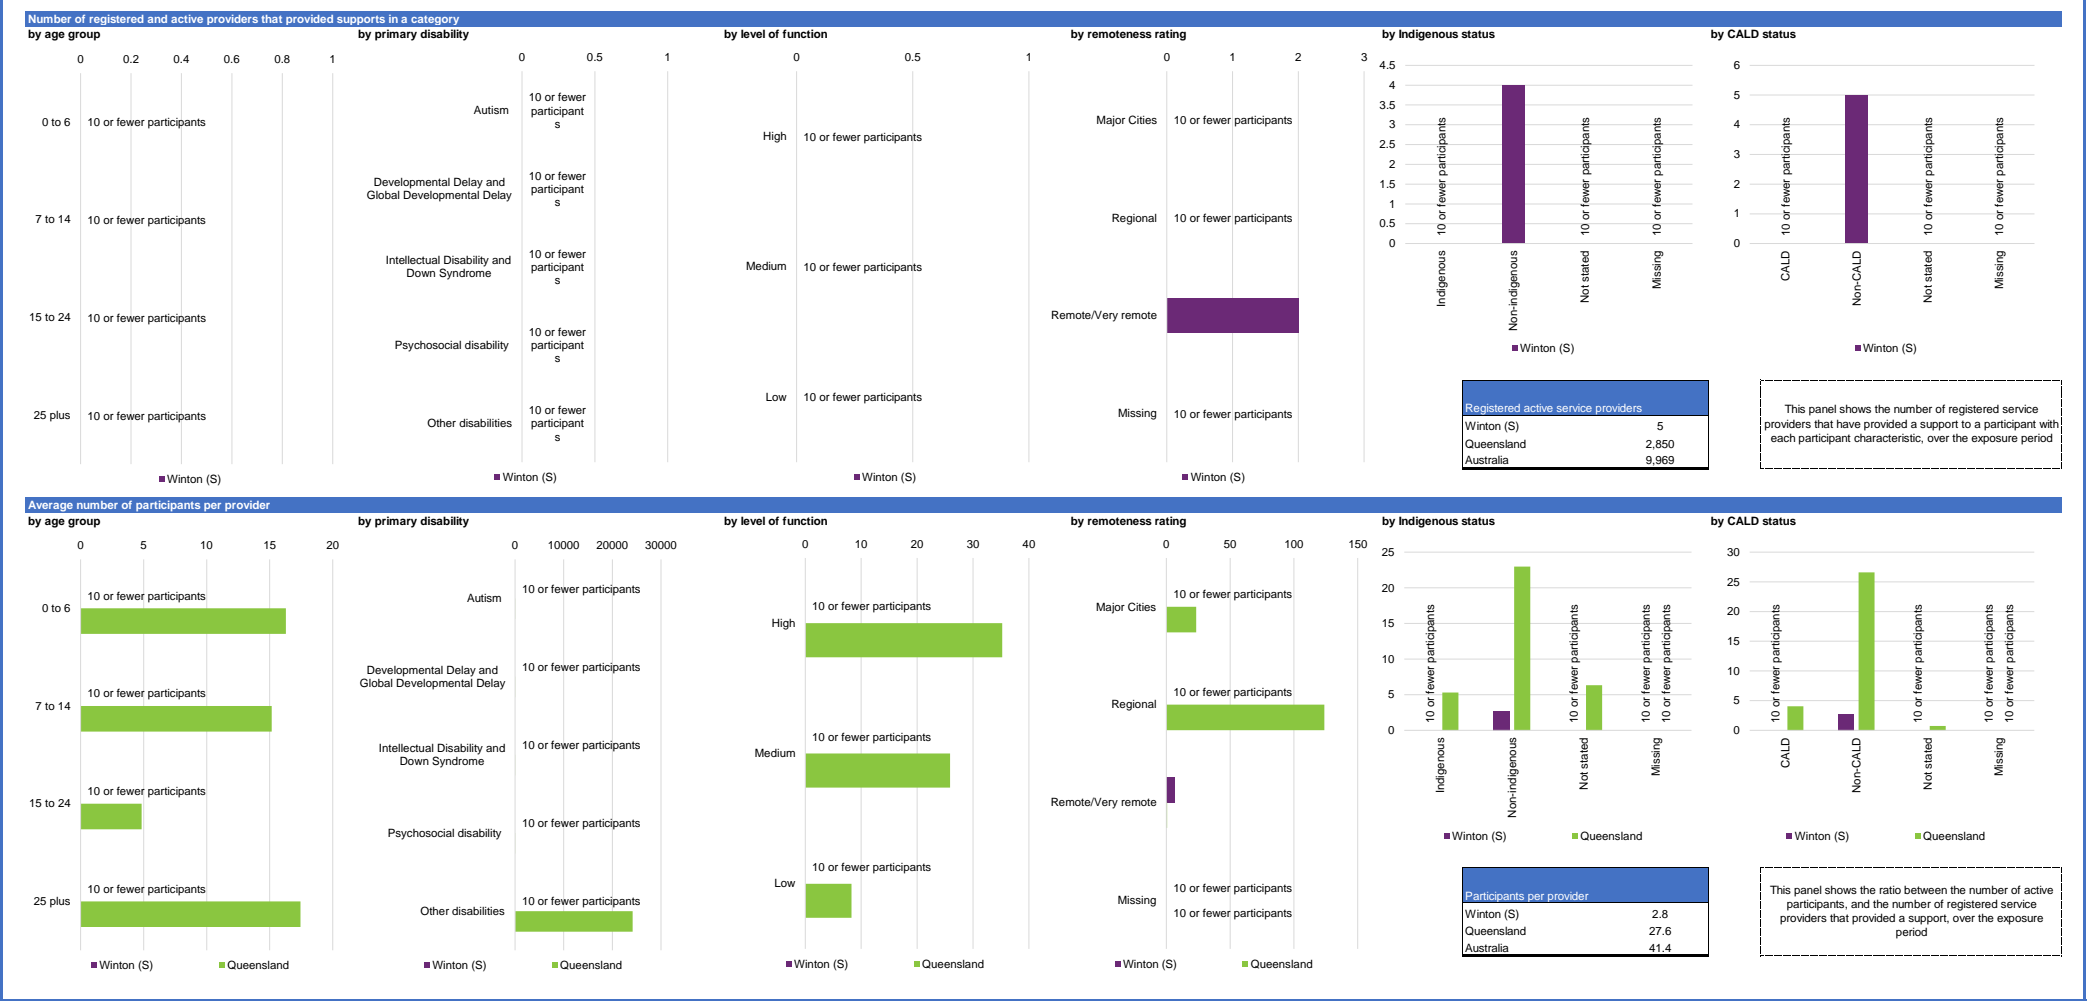 Number of registered and active providers that provided supports in a category
by age group
0 0.2 0.4 0.6 0.8 1
0 to 6 10 or fewer participants
7 to 14 10 or fewer participants
15 to 24 10 or fewer participants
25 plus 10 or fewer participants
Winton (S)
by primary disability
0 0.5 1
Autism
10 or fewer
participant
s
Developmental Delay and
Global Developmental Delay
10 or fewer
participant
s
Intellectual Disability and
Down Syndrome
10 or fewer
participant
s
Psychosocial disability
10 or fewer
participant
s
Other disabilities
10 or fewer
participant
s
Winton (S)
by level of function
0 0.5 1
High 10 or fewer participants
Medium 10 or fewer participants
Low 10 or fewer participants
Winton (S)
by remoteness rating
0 1 2 3
Major Cities 10 or fewer participants
Regional 10 or fewer participants
Remote/Very remote
Missing 10 or fewer participants
Winton (S)
by Indigenous status
4.5
4
3.5
3
2.5
2
1.5
1
0.5
0
10 or fewer participants
10 or fewer participants
10 or fewer participants
Indigenous
Non-indigenous
Not stated
Missing
Winton (S)
by CALD status
6
5
4
3
2
1
0
10 or fewer participants
10 or fewer participants
10 or fewer participants
CALD
Non-CALD
Not stated
Missing
Winton (S)
Registered active service providers
Winton (S) 5
Queensland 2,850
Australia 9,969
This panel shows the number of registered service
providers that have provided a support to a participant with
each participant characteristic, over the exposure period
Average number of participants per provider
by age group
0 5 10 15 20
0 to 6 10 or fewer participants
7 to 14 10 or fewer participants
15 to 24 10 or fewer participants
25 plus 10 or fewer participants
Winton (S) Queensland
by primary disability
0 10000 20000 30000
Autism 10 or fewer participants
Developmental Delay and
Global Developmental Delay
10 or fewer participants
Intellectual Disability and
Down Syndrome
10 or fewer participants
Psychosocial disability 10 or fewer participants
Other disabilities 10 or fewer participants
Winton (S) Queensland
by level of function
0 10 20 30 40
High 10 or fewer participants
Medium 10 or fewer participants
Low 10 or fewer participants
Winton (S) Queensland
by remoteness rating
0 50 100 150
Major Cities 10 or fewer participants
Regional 10 or fewer participants
Remote/Very remote
Missing 10 or fewer participants
10 or fewer participants
Winton (S) Queensland
by Indigenous status
25
20
15
10
5
0
10 or fewer participants
10 or fewer participants
10 or fewer participants
10 or fewer participants
Indigenous
Non-indigenous
Not stated
Missing
Winton (S) Queensland
by CALD status
30
25
20
15
10
5
0
10 or fewer participants
10 or fewer participants
10 or fewer participants
10 or fewer participants
CALD
Non-CALD
Not stated
Missing
Winton (S) Queensland
Participants per provider
Winton (S) 2.8
Queensland 27.6
Australia 41.4
This panel shows the ratio between the number of active
participants, and the number of registered service
providers that provided a support, over the exposure
period